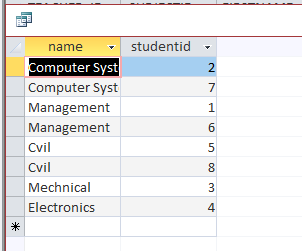 name studentid
Computer Syst 2
Computer Syst 7
Management 1
Management 6
Cvil 5
Cvil 8
Mechnical 3
Electronics 4